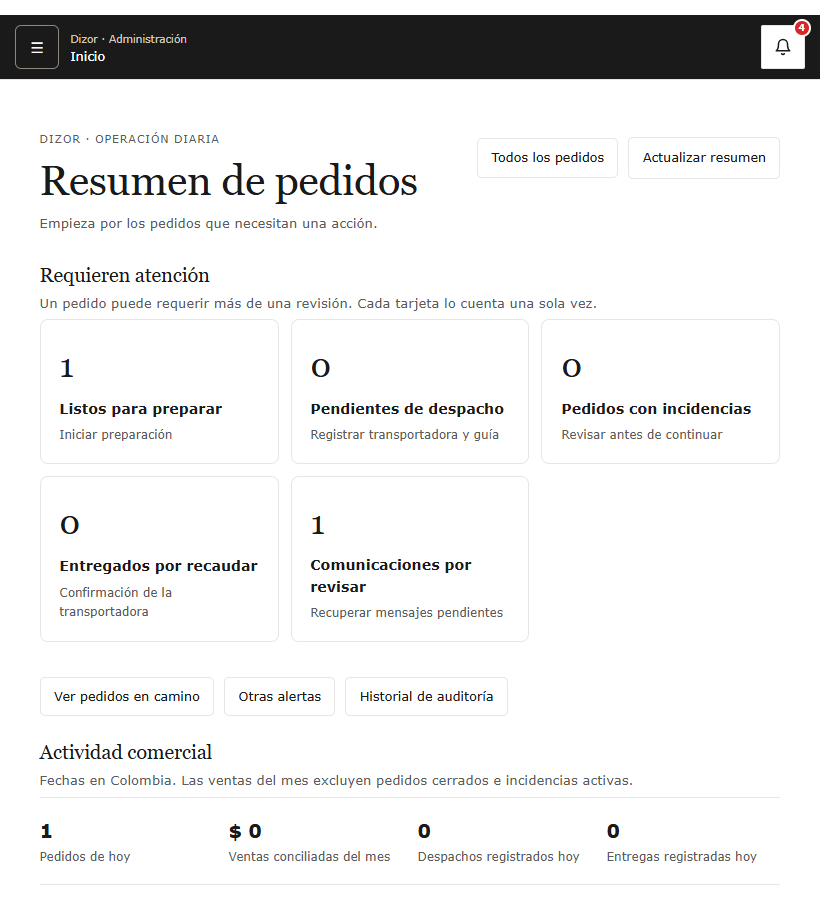 ☰
Dizor · Administración
Inicio
4
DIZOR · OPERACIÓN DIARIA
Resumen de pedidos
Empieza por los pedidos que necesitan una acción.
Todos los pedidos
Actualizar resumen
Requieren atención
Un pedido puede requerir más de una revisión. Cada tarjeta lo cuenta una sola vez.
1
Listos para preparar
Iniciar preparación
0
Pendientes de despacho
Registrar transportadora y guía
0
Pedidos con incidencias
Revisar antes de continuar
0
Entregados por recaudar
Confirmación de la
transportadora
1
Comunicaciones por
revisar
Recuperar mensajes pendientes
Ver pedidos en camino
Otras alertas
Historial de auditoría
Actividad comercial
Fechas en Colombia. Las ventas del mes excluyen pedidos cerrados e incidencias activas.
1
Pedidos de hoy
$ 0
Ventas conciliadas del mes
0
Despachos registrados hoy
0
Entregas registradas hoy